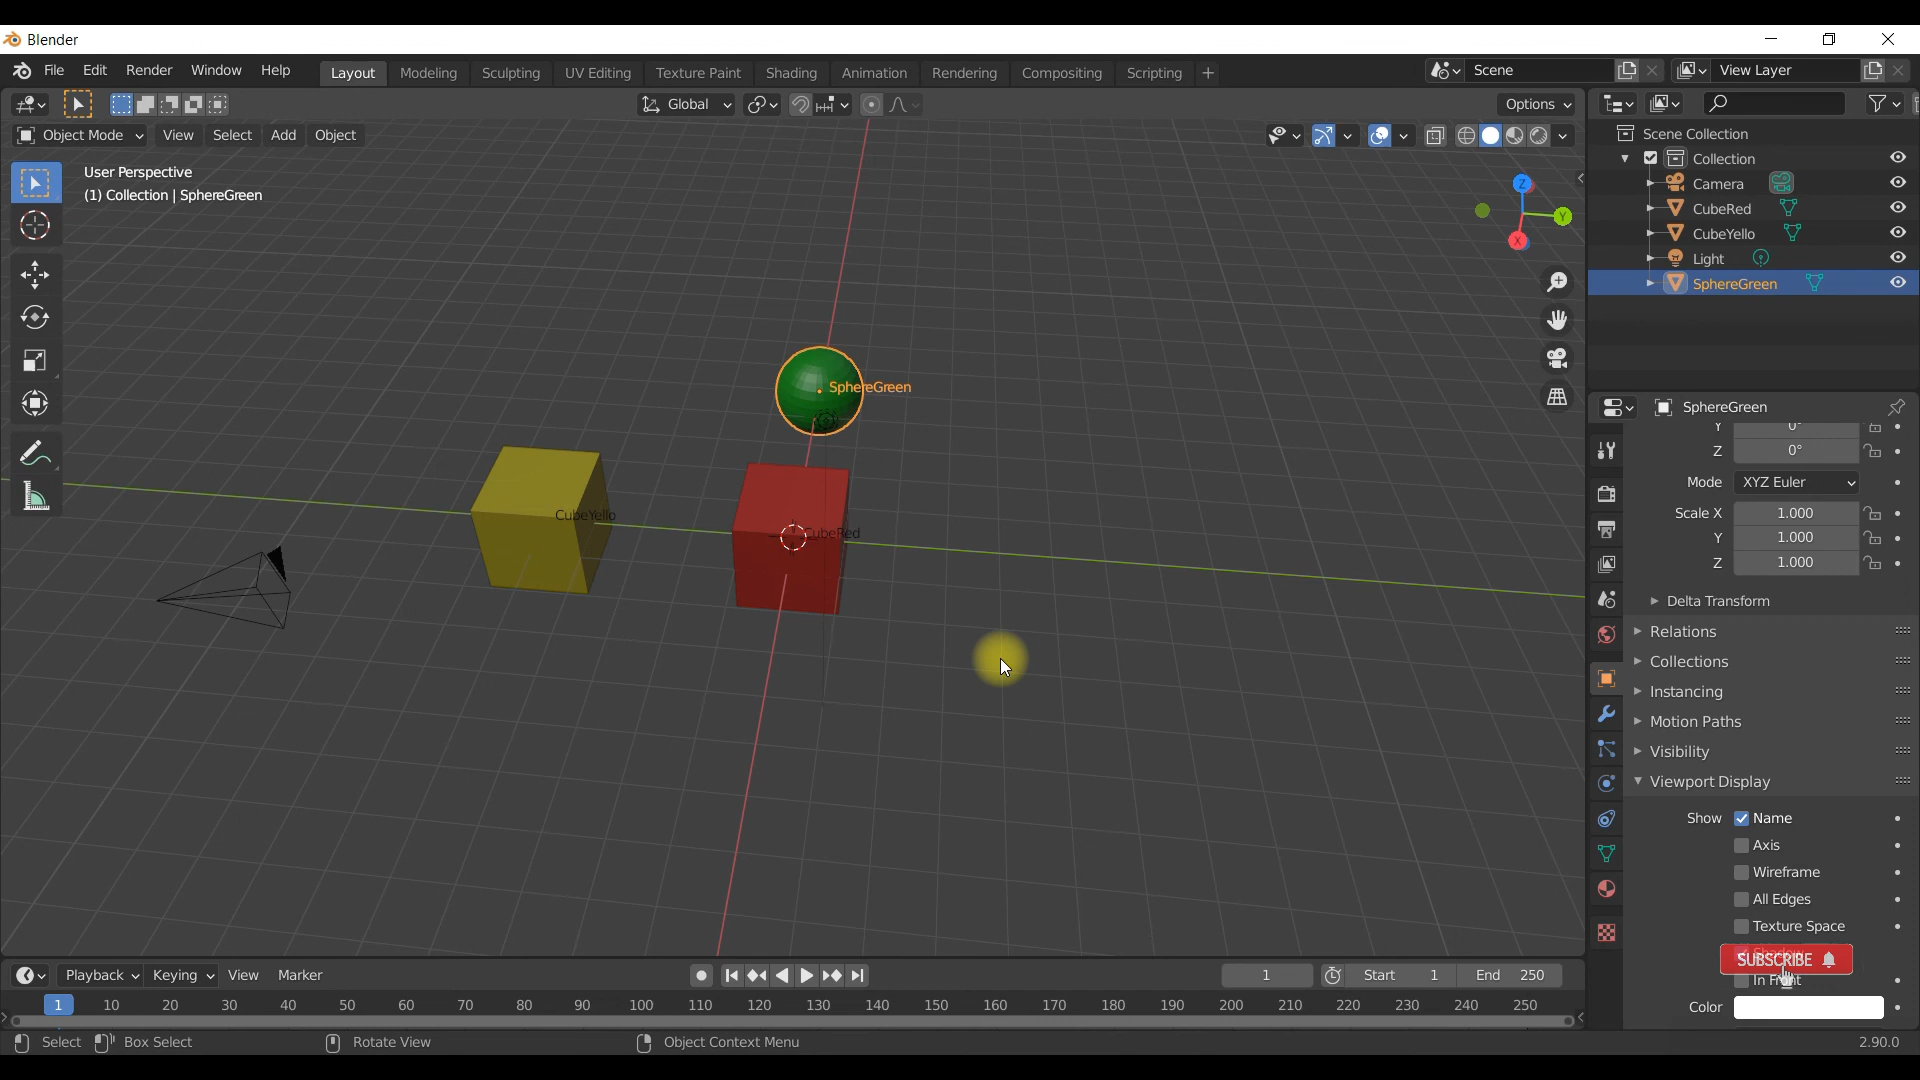 Blender
File Edit Render Window Help Layout Modeling Sculpting UV Editing Texture Paint Shading Animation Rendering Compositing Scripting + Scene View Layer
Global Options
Object Mode View Select Add Object
User Perspective
(1) Collection | SphereGreen
Z
Y
X
SphereGreen
CubeYello
CubeRed
Scene Collection
Collection
Camera
CubeRed
CubeYello
Light
SphereGreen
SphereGreen
Y 0°
Z 0°
Mode XYZ Euler
Scale X 1.000
Y 1.000
Z 1.000
Delta Transform
Relations
Collections
Instancing
Motion Paths
Visibility
Viewport Display
Show Name
Axis
Wireframe
All Edges
Texture Space
Shadow
SUBSCRIBE
In Front
Color
Playback Keying View Marker 1 Start 1 End 250
1 10 20 30 40 50 60 70 80 90 100 110 120 130 140 150 160 170 180 190 200 210 220 230 240 250
Select Box Select Rotate View Object Context Menu 2.90.0